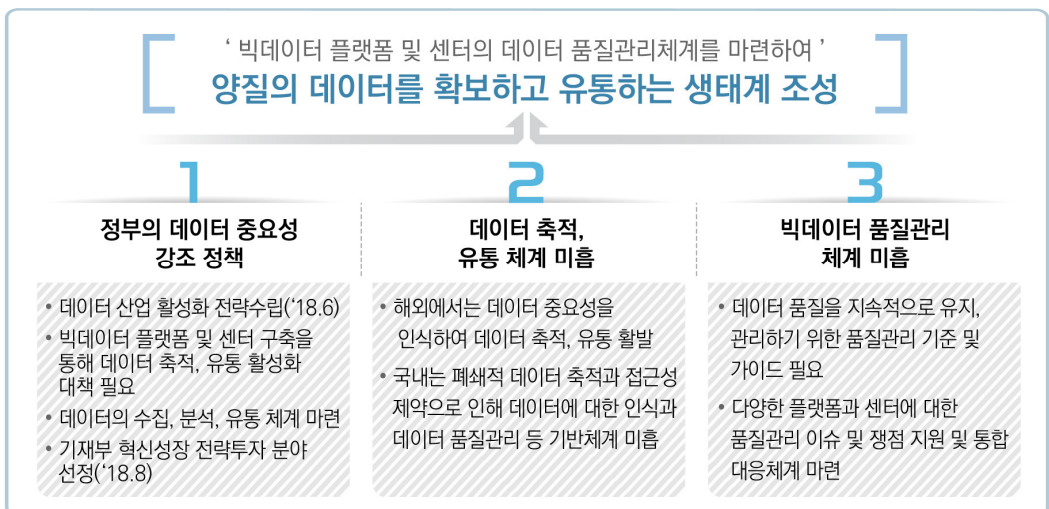 ‘ 빅데이터 플랫폼 및 센터의 데이터 품질관리체계를 마련하여 ’
양질의 데이터를 확보하고 유통하는 생태계 조성
1
정부의 데이터 중요성
강조 정책
• 데이터 산업 활성화 전략수립(‘18.6)
• 빅데이터 플랫폼 및 센터 구축을
통해 데이터 축적, 유통 활성화
대책 필요
• 데이터의 수집, 분석, 유통 체계 마련
• 기재부 혁신성장 전략투자 분야
선정(‘18.8)
2
데이터 축적,
유통 체계 미흡
• 해외에서는 데이터 중요성을
인식하여 데이터 축적, 유통 활발
• 국내는 폐쇄적 데이터 축적과 접근성
제약으로 인해 데이터에 대한 인식과
데이터 품질관리 등 기반체계 미흡
3
빅데이터 품질관리
체계 미흡
• 데이터 품질을 지속적으로 유지,
관리하기 위한 품질관리 기준 및
가이드 필요
• 다양한 플랫폼과 센터에 대한
품질관리 이슈 및 쟁점 지원 및 통합
대응체계 마련